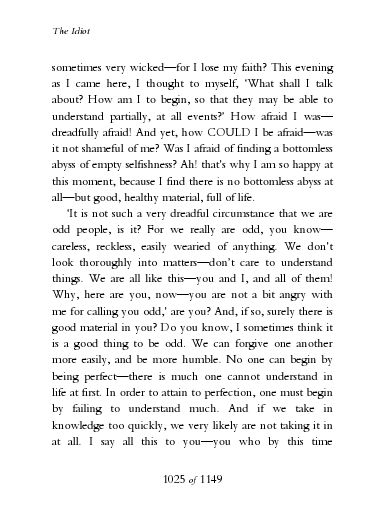 The Idiot
sometimes very wicked—for I lose my faith? This evening
as I came here, I thought to myself, 'What shall I talk
about? How am I to begin, so that they may be able to
understand partially, at all events?' How afraid I was—
dreadfully afraid! And yet, how COULD I be afraid—was
it not shameful of me? Was I afraid of finding a bottomless
abyss of empty selfishness? Ah! that's why I am so happy at
this moment, because I find there is no bottomless abyss at
all—but good, healthy material, full of life.
'It is not such a very dreadful circumstance that we are
odd people, is it? For we really are odd, you know—
careless, reckless, easily wearied of anything. We don't
look thoroughly into matters—don't care to understand
things. We are all like this—you and I, and all of them!
Why, here are you, now—you are not a bit angry with
me for calling you odd,' are you? And, if so, surely there is
good material in you? Do you know, I sometimes think it
is a good thing to be odd. We can forgive one another
more easily, and be more humble. No one can begin by
being perfect—there is much one cannot understand in
life at first. In order to attain to perfection, one must begin
by failing to understand much. And if we take in
knowledge too quickly, we very likely are not taking it in
at all. I say all this to you—you who by this time
1025 of 1149